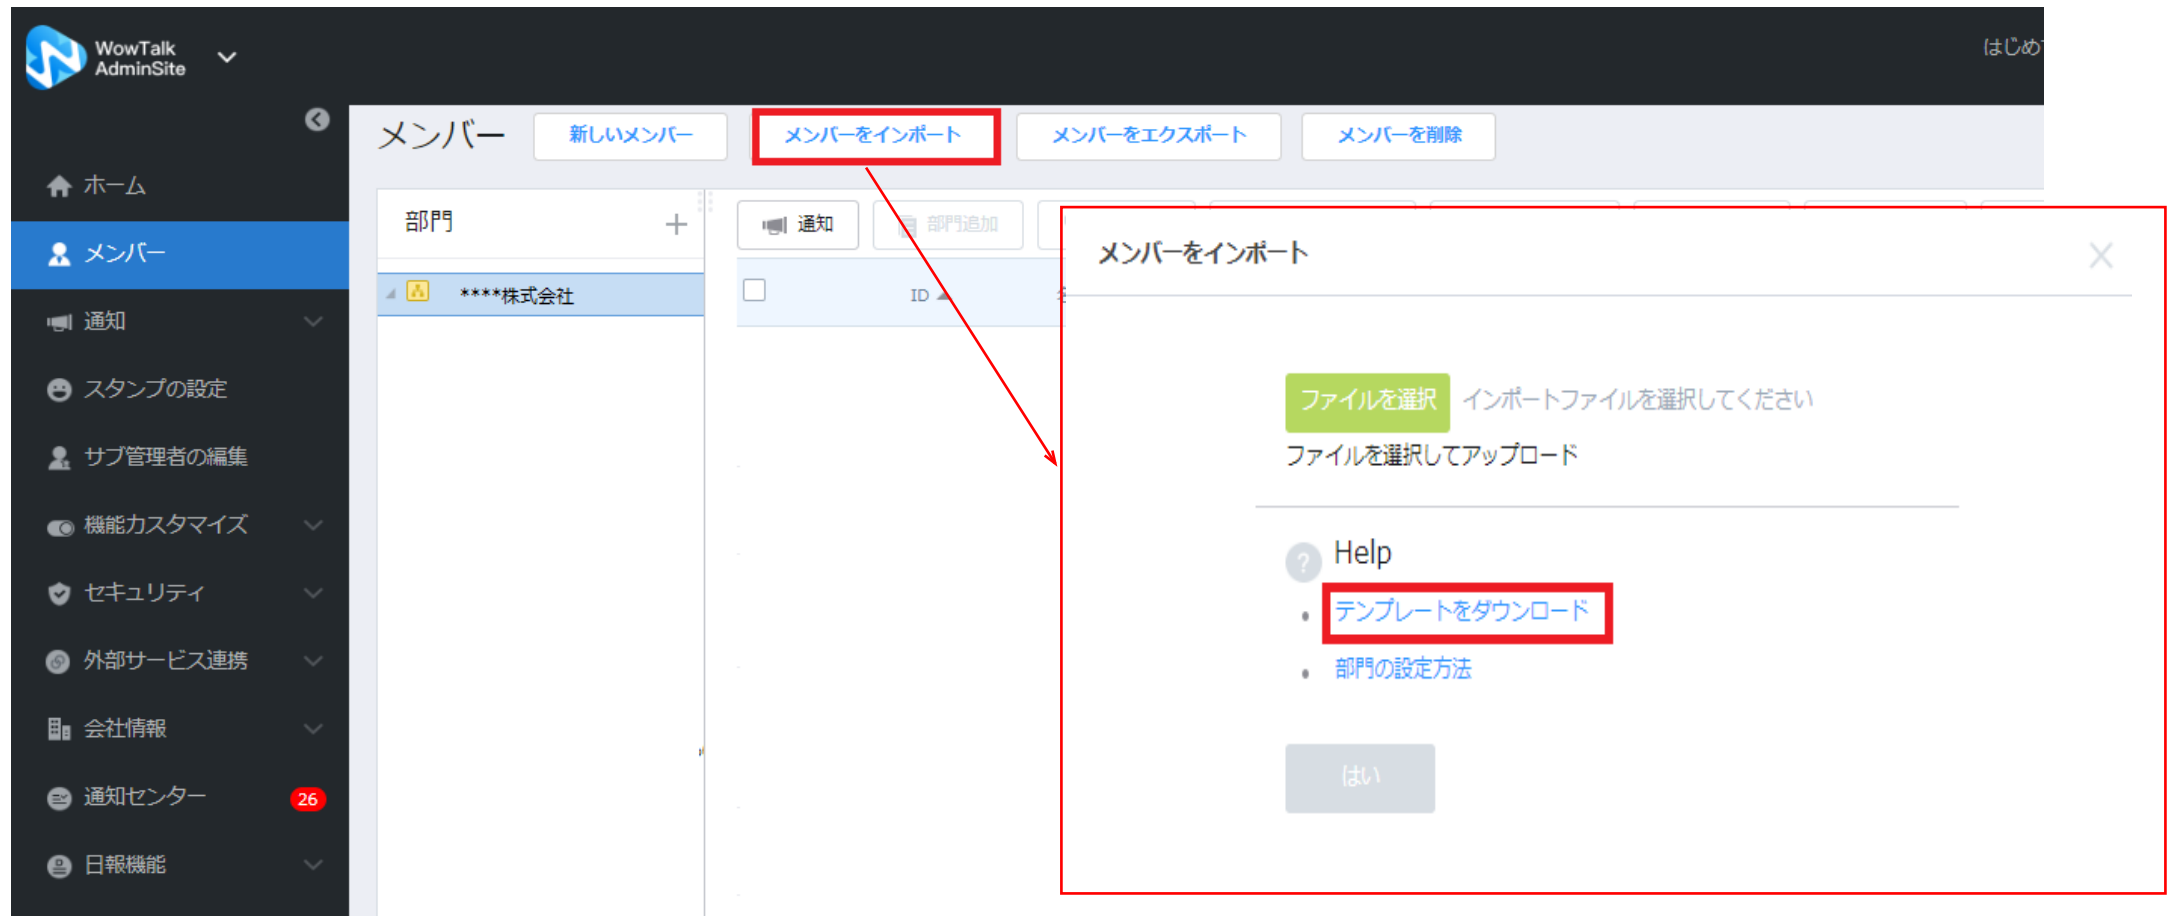 WowTalk
AdminSite
はじめ
ホーム
メンバー
通知
スタンプの設定
サブ管理者の編集
機能カスタマイズ
セキュリティ
外部サービス連携
会社情報
通知センター 26
日報機能
メンバー 新しいメンバー メンバーをインポート メンバーをエクスポート メンバーを削除
部門 +
****株式会社
通知 部門追加
ID
メンバーをインポート
ファイルを選択 インポートファイルを選択してください
ファイルを選択してアップロード
? Help
• テンプレートをダウンロード
• 部門の設定方法
はい